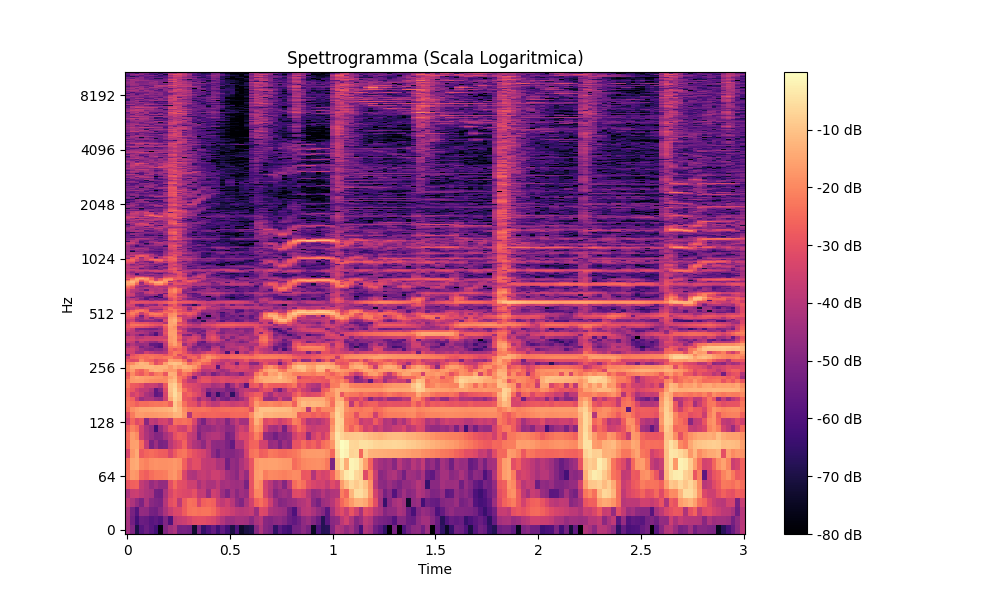 Spettrogramma (Scala Logaritmica)
8192
4096
2048
1024
512
256
128
64
0
Hz
0
0.5
1
1.5
2
2.5
3
Time
-10 dB
-20 dB
-30 dB
-40 dB
-50 dB
-60 dB
-70 dB
-80 dB